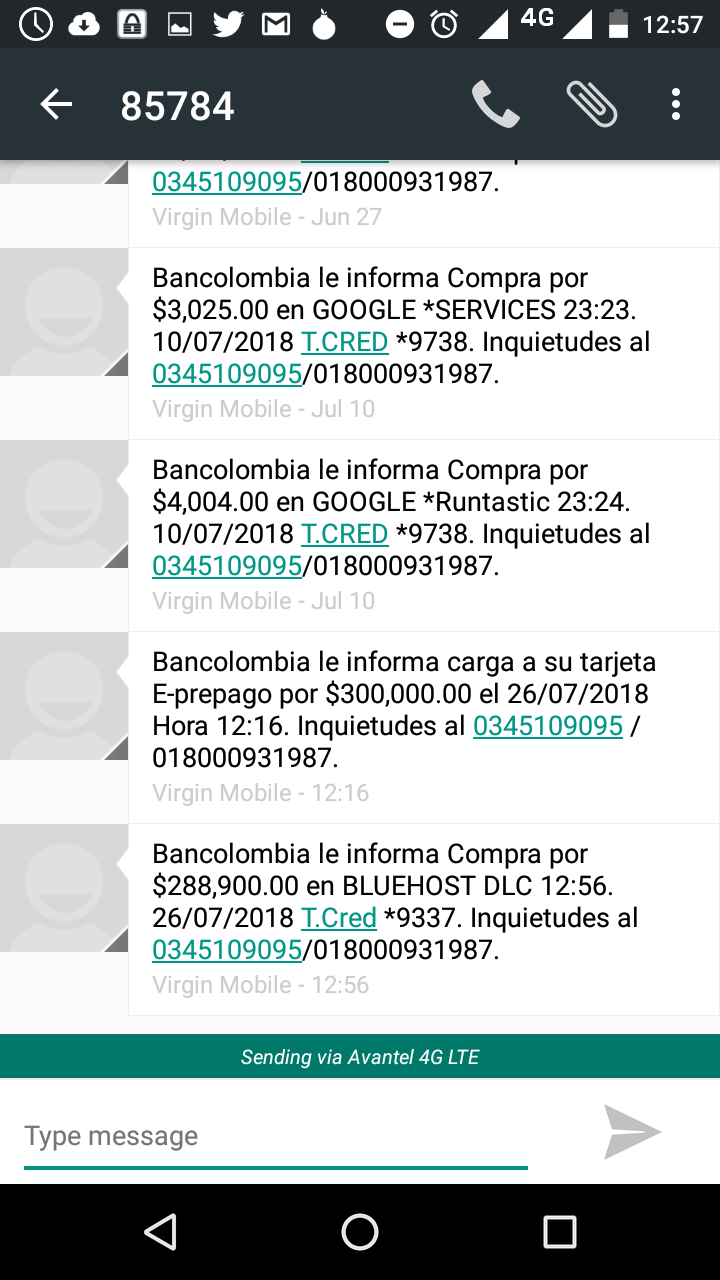 4G 12:57
85784
0345109095/018000931987.
Virgin Mobile - Jun 27
Bancolombia le informa Compra por
$3,025.00 en GOOGLE *SERVICES 23:23.
10/07/2018 T.CRED *9738. Inquietudes al
0345109095/018000931987.
Virgin Mobile - Jul 10
Bancolombia le informa Compra por
$4,004.00 en GOOGLE *Runtastic 23:24.
10/07/2018 T.CRED *9738. Inquietudes al
0345109095/018000931987.
Virgin Mobile - Jul 10
Bancolombia le informa carga a su tarjeta
E-prepago por $300,000.00 el 26/07/2018
Hora 12:16. Inquietudes al 0345109095 /
018000931987.
Virgin Mobile - 12:16
Bancolombia le informa Compra por
$288,900.00 en BLUEHOST DLC 12:56.
26/07/2018 T.Cred *9337. Inquietudes al
0345109095/018000931987.
Virgin Mobile - 12:56
Sending via Avantel 4G LTE
Type message